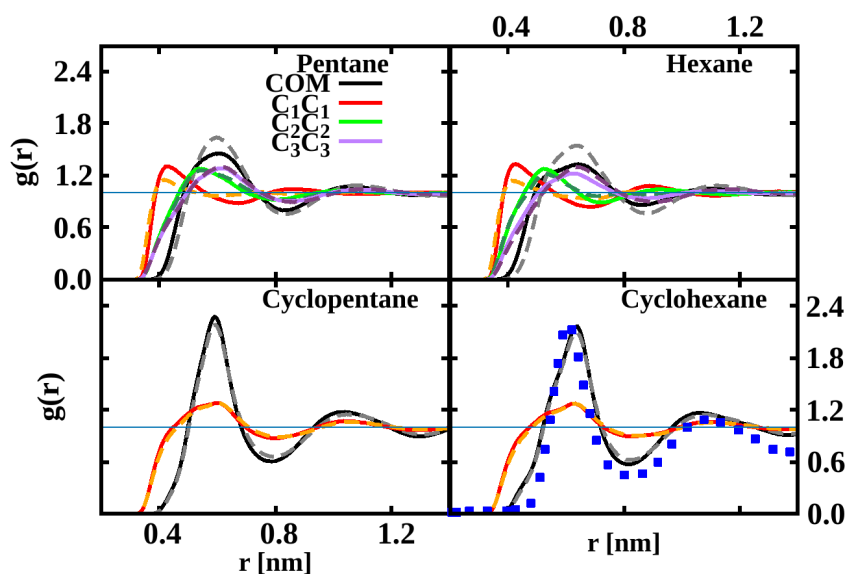 0.4 0.8 1.2
Pentane
Hexane
COM
C1C1
C2C2
C3C3
2.4
1.8
1.2
0.6
0.0
g(r)
Cyclopentane
Cyclohexane
2.4
1.8
1.2
0.6
0.0
g(r)
0.4 0.8 1.2
r [nm]
r [nm]